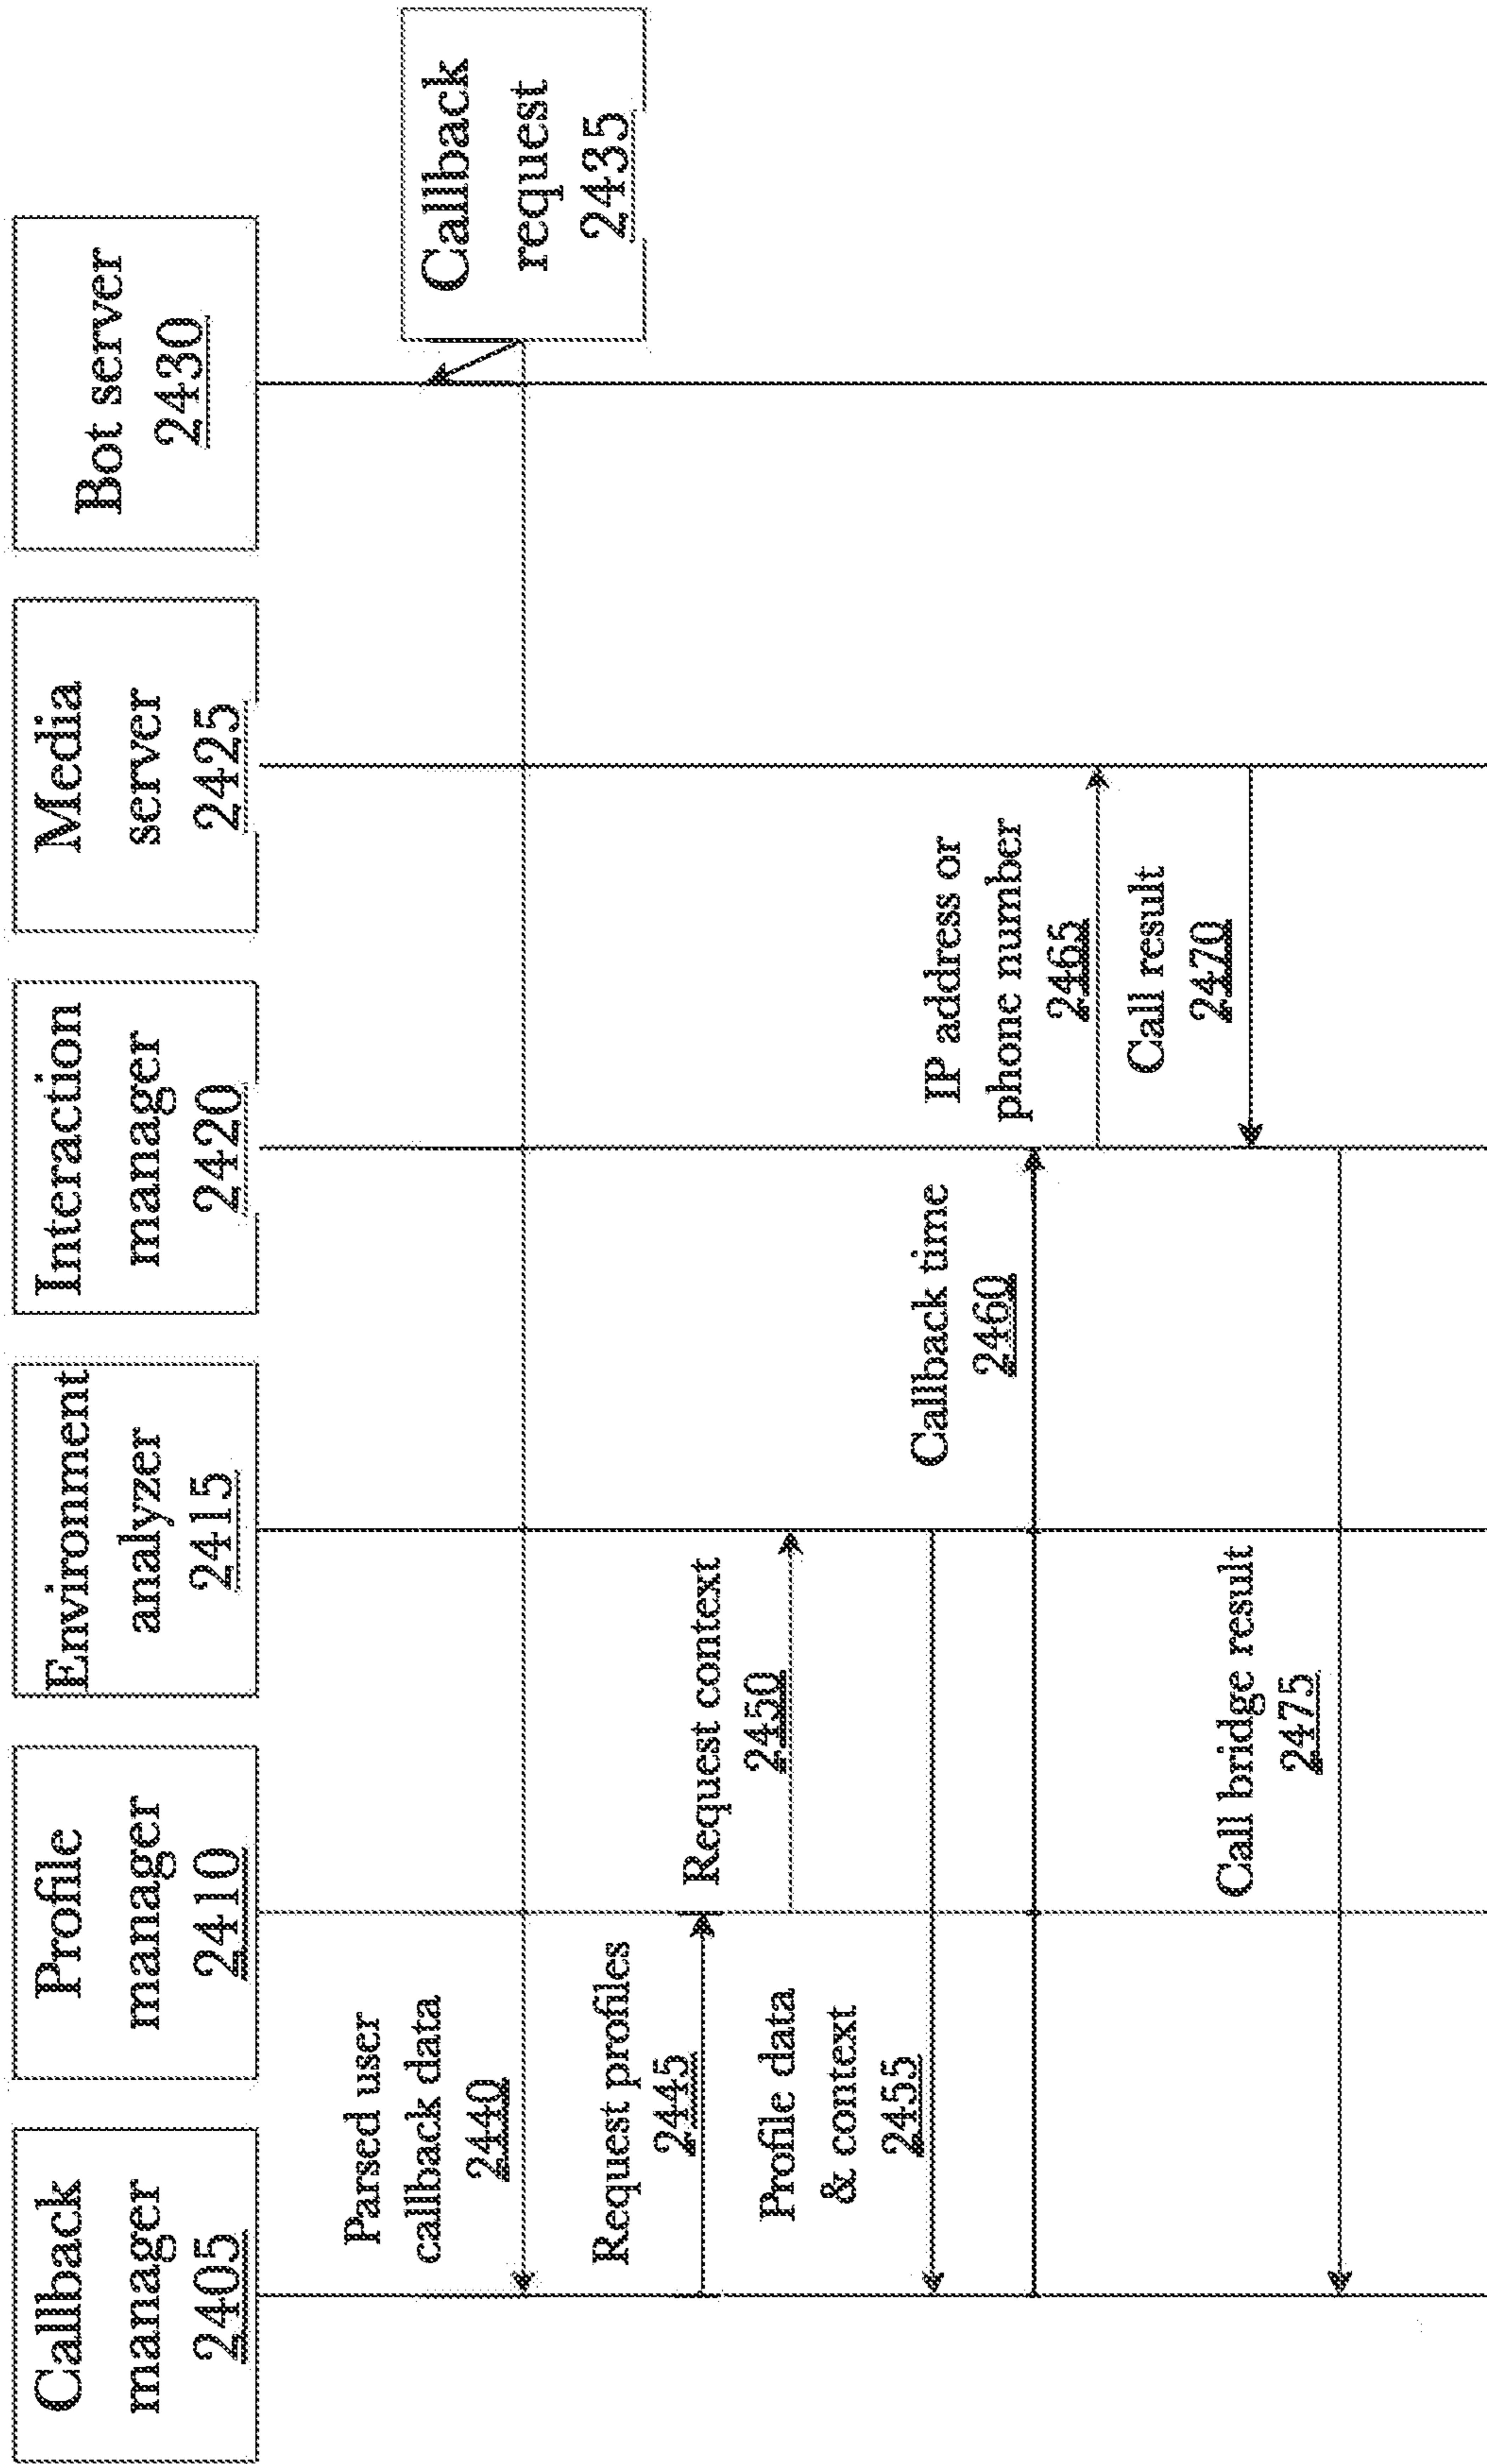 Callback
manager
2405
Profile
manager
2410
Environment
analyzer
2415
Interaction
manager
2420
Media
server
2425
Bot server
2430
Callback
request
2435
Parsed user
callback data
2440
Request profiles
2445
Request context
2450
Profile data
& context
2455
Callback time
2460
IP address or
phone number
2465
Call result
2470
Call bridge result
2475